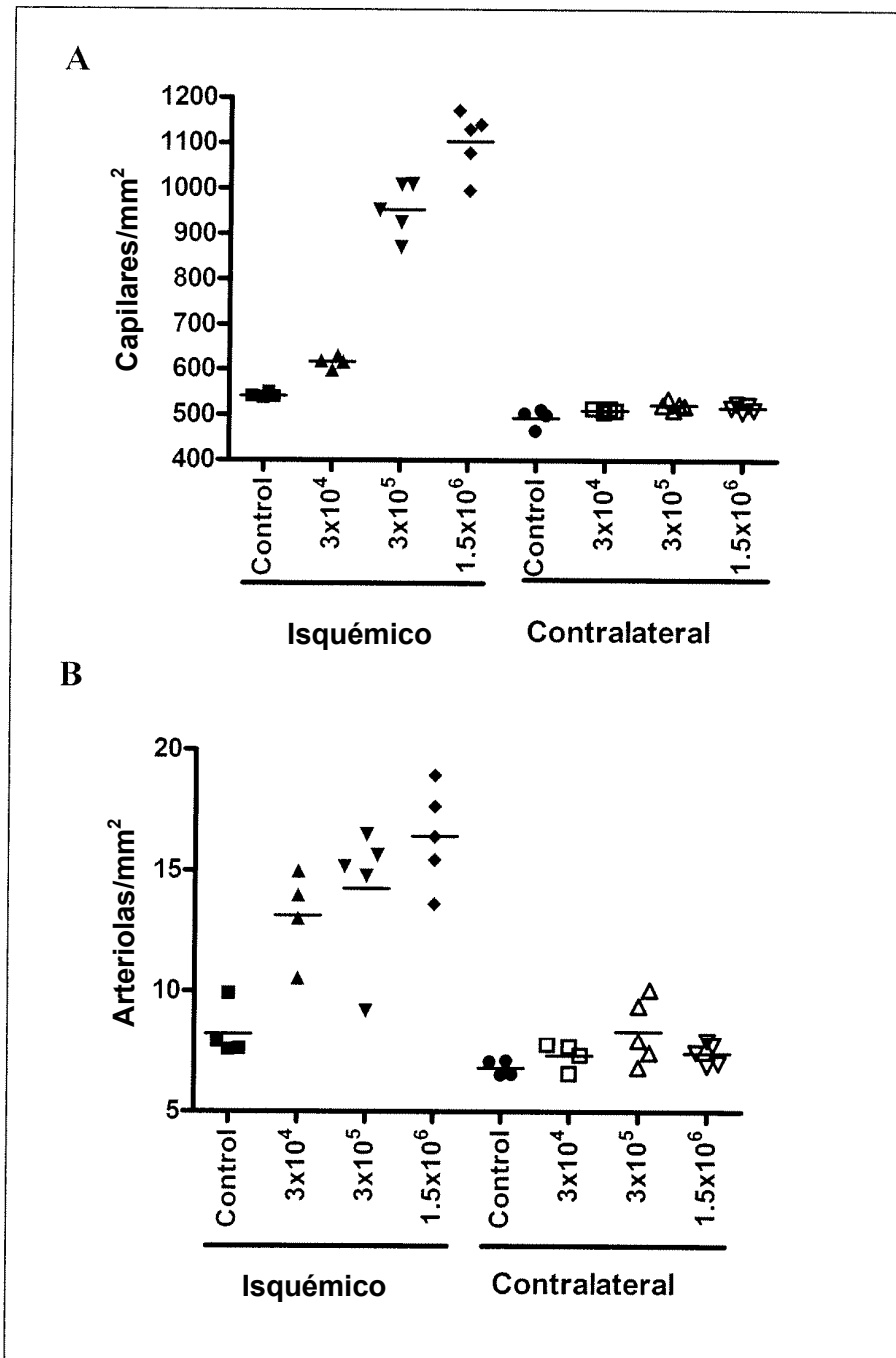 A
Capilares/mm²
1200
1100
1000
900
800
700
600
500
400
Control
3x10⁴
3x10⁵
1.5x10⁶
Control
3x10⁴
3x10⁵
1.5x10⁶
Isquémico
Contralateral
B
Arteriolas/mm²
20
15
10
5
Control
3x10⁴
3x10⁵
1.5x10⁶
Control
3x10⁴
3x10⁵
1.5x10⁶
Isquémico
Contralateral